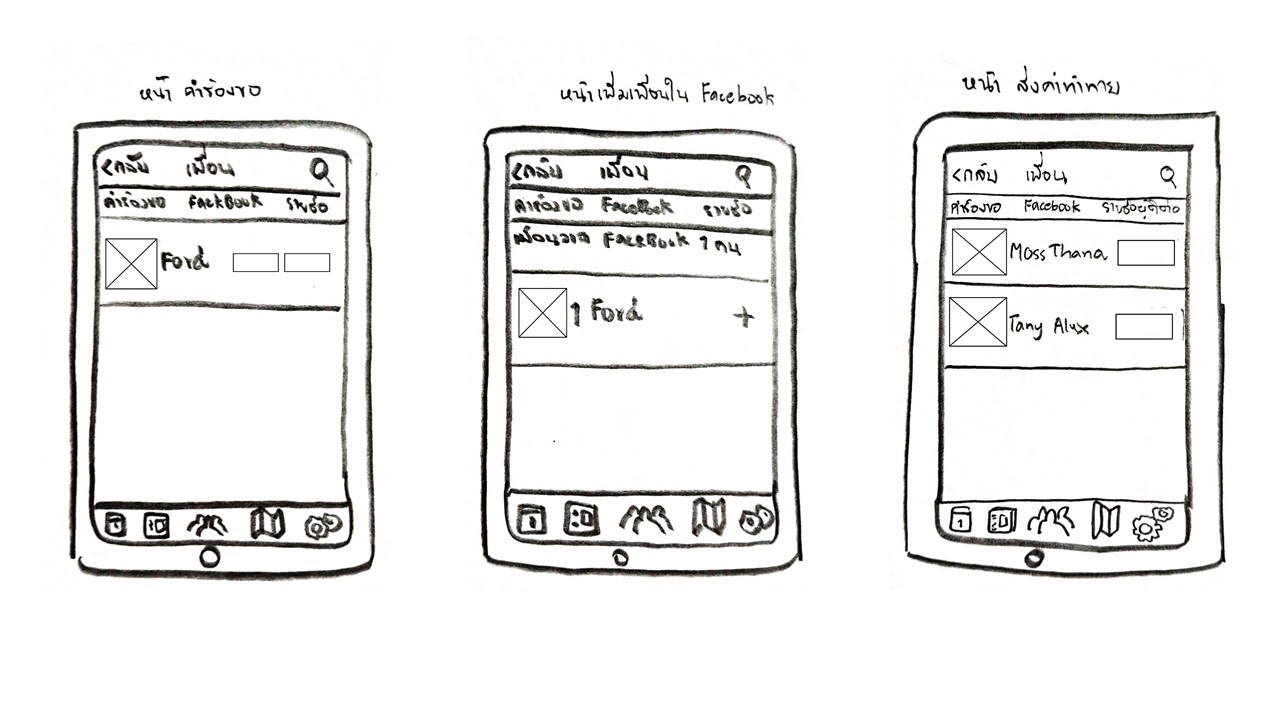 หน้า คำร้องขอ
<กลับ เพื่อน
คำร้องขอ FacKBooK รายชื่อ
Ford
หน้าเพิ่มเพื่อนใน Facebook
<กลับ เพื่อน
คำร้องขอ FaceBook รายชื่อ
เพื่อนจาก FaceBook 1 คน
1 Ford +
หน้า ส่งคำท้าทาย
<กลับ เพื่อน
คำร้องขอ Facebook รายชื่อผู้ติดต่อ
Moss Thana
Tany Alux
1